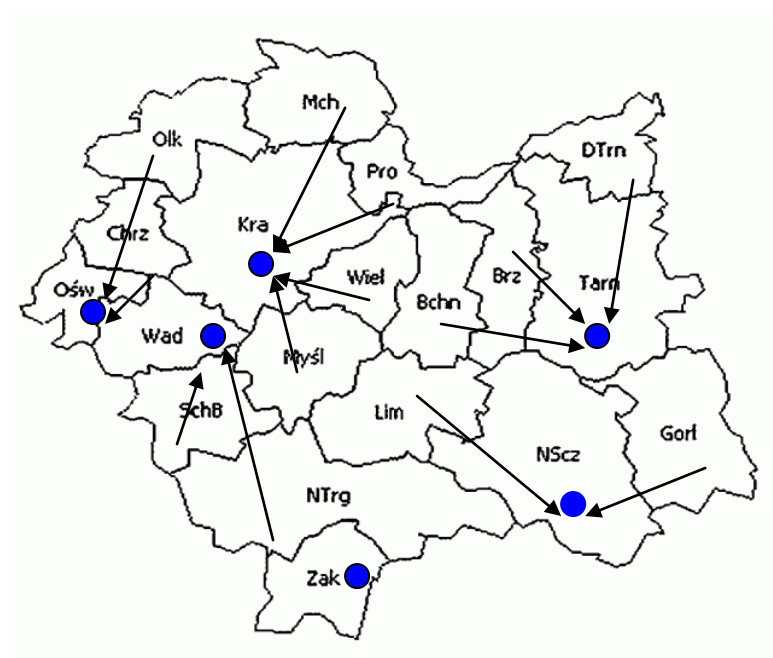 Mch
Olk
DTrn
Pro
Kra
Chrz
Wiel
Brz
Tarn
Ośw
Bchn
Wad
Myśl
SchB
Lim
Gorl
NScz
NTrg
Zak